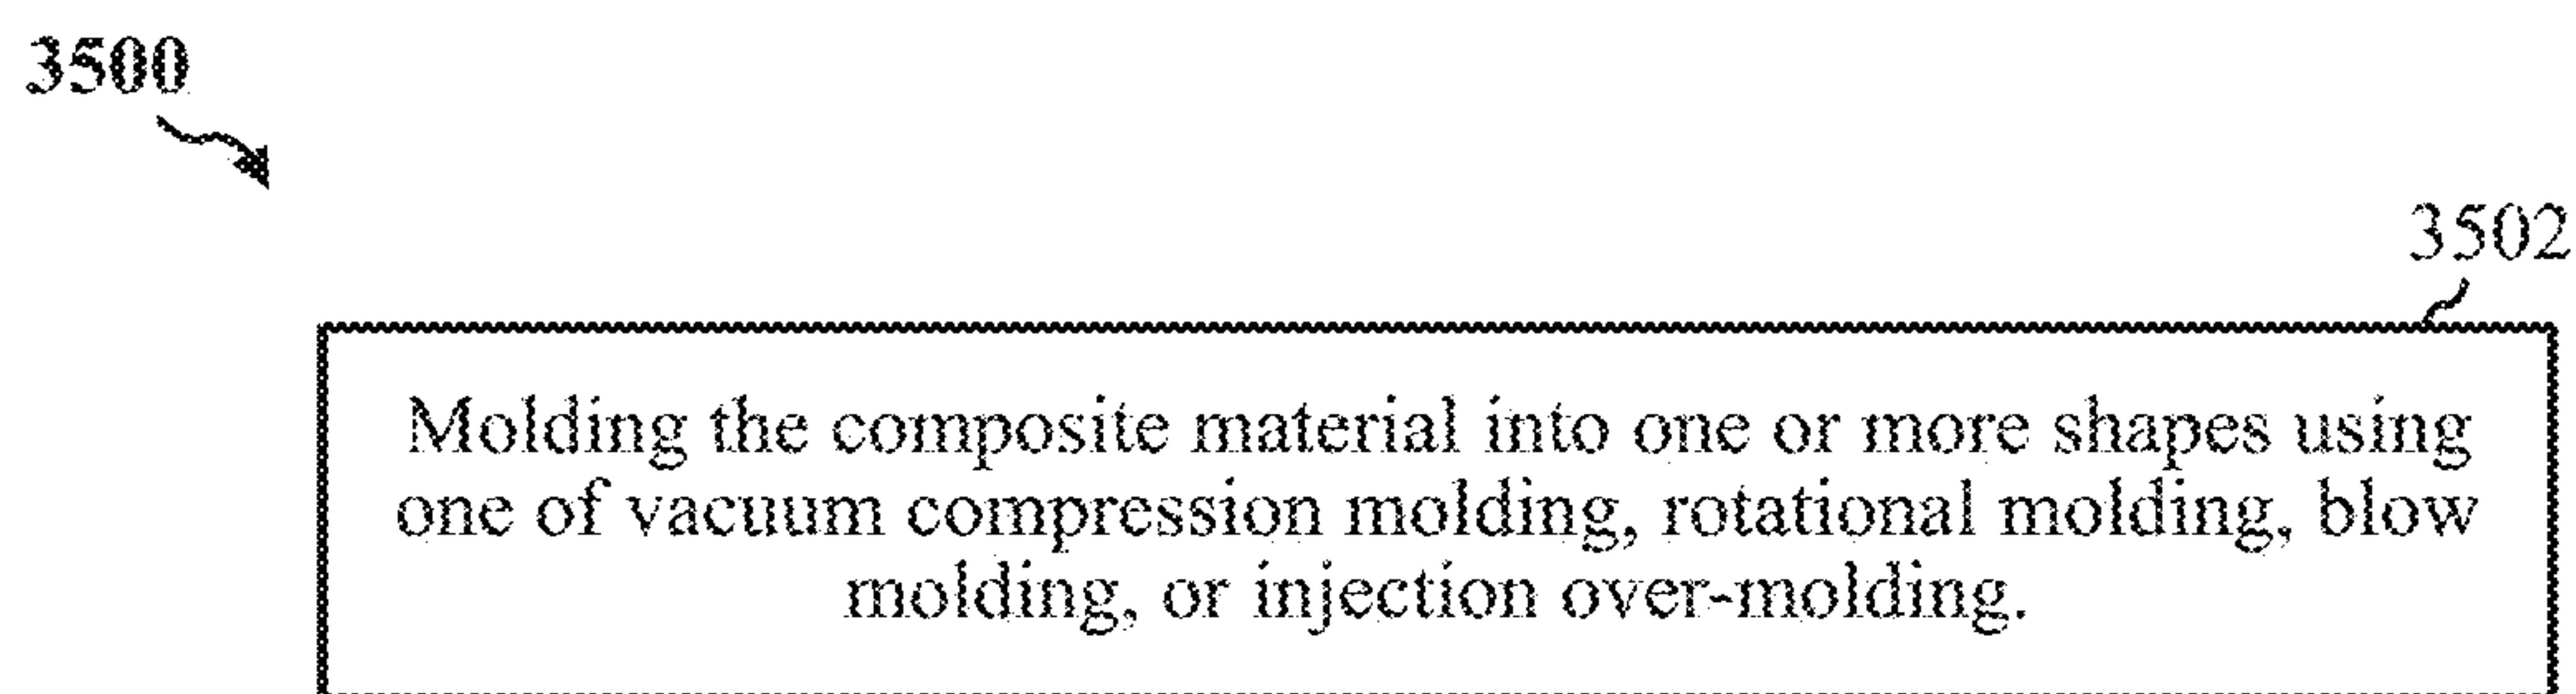 3500
3502
Molding the composite material into one or more shapes using
one of vacuum compression molding, rotational molding, blow
molding, or injection over-molding.